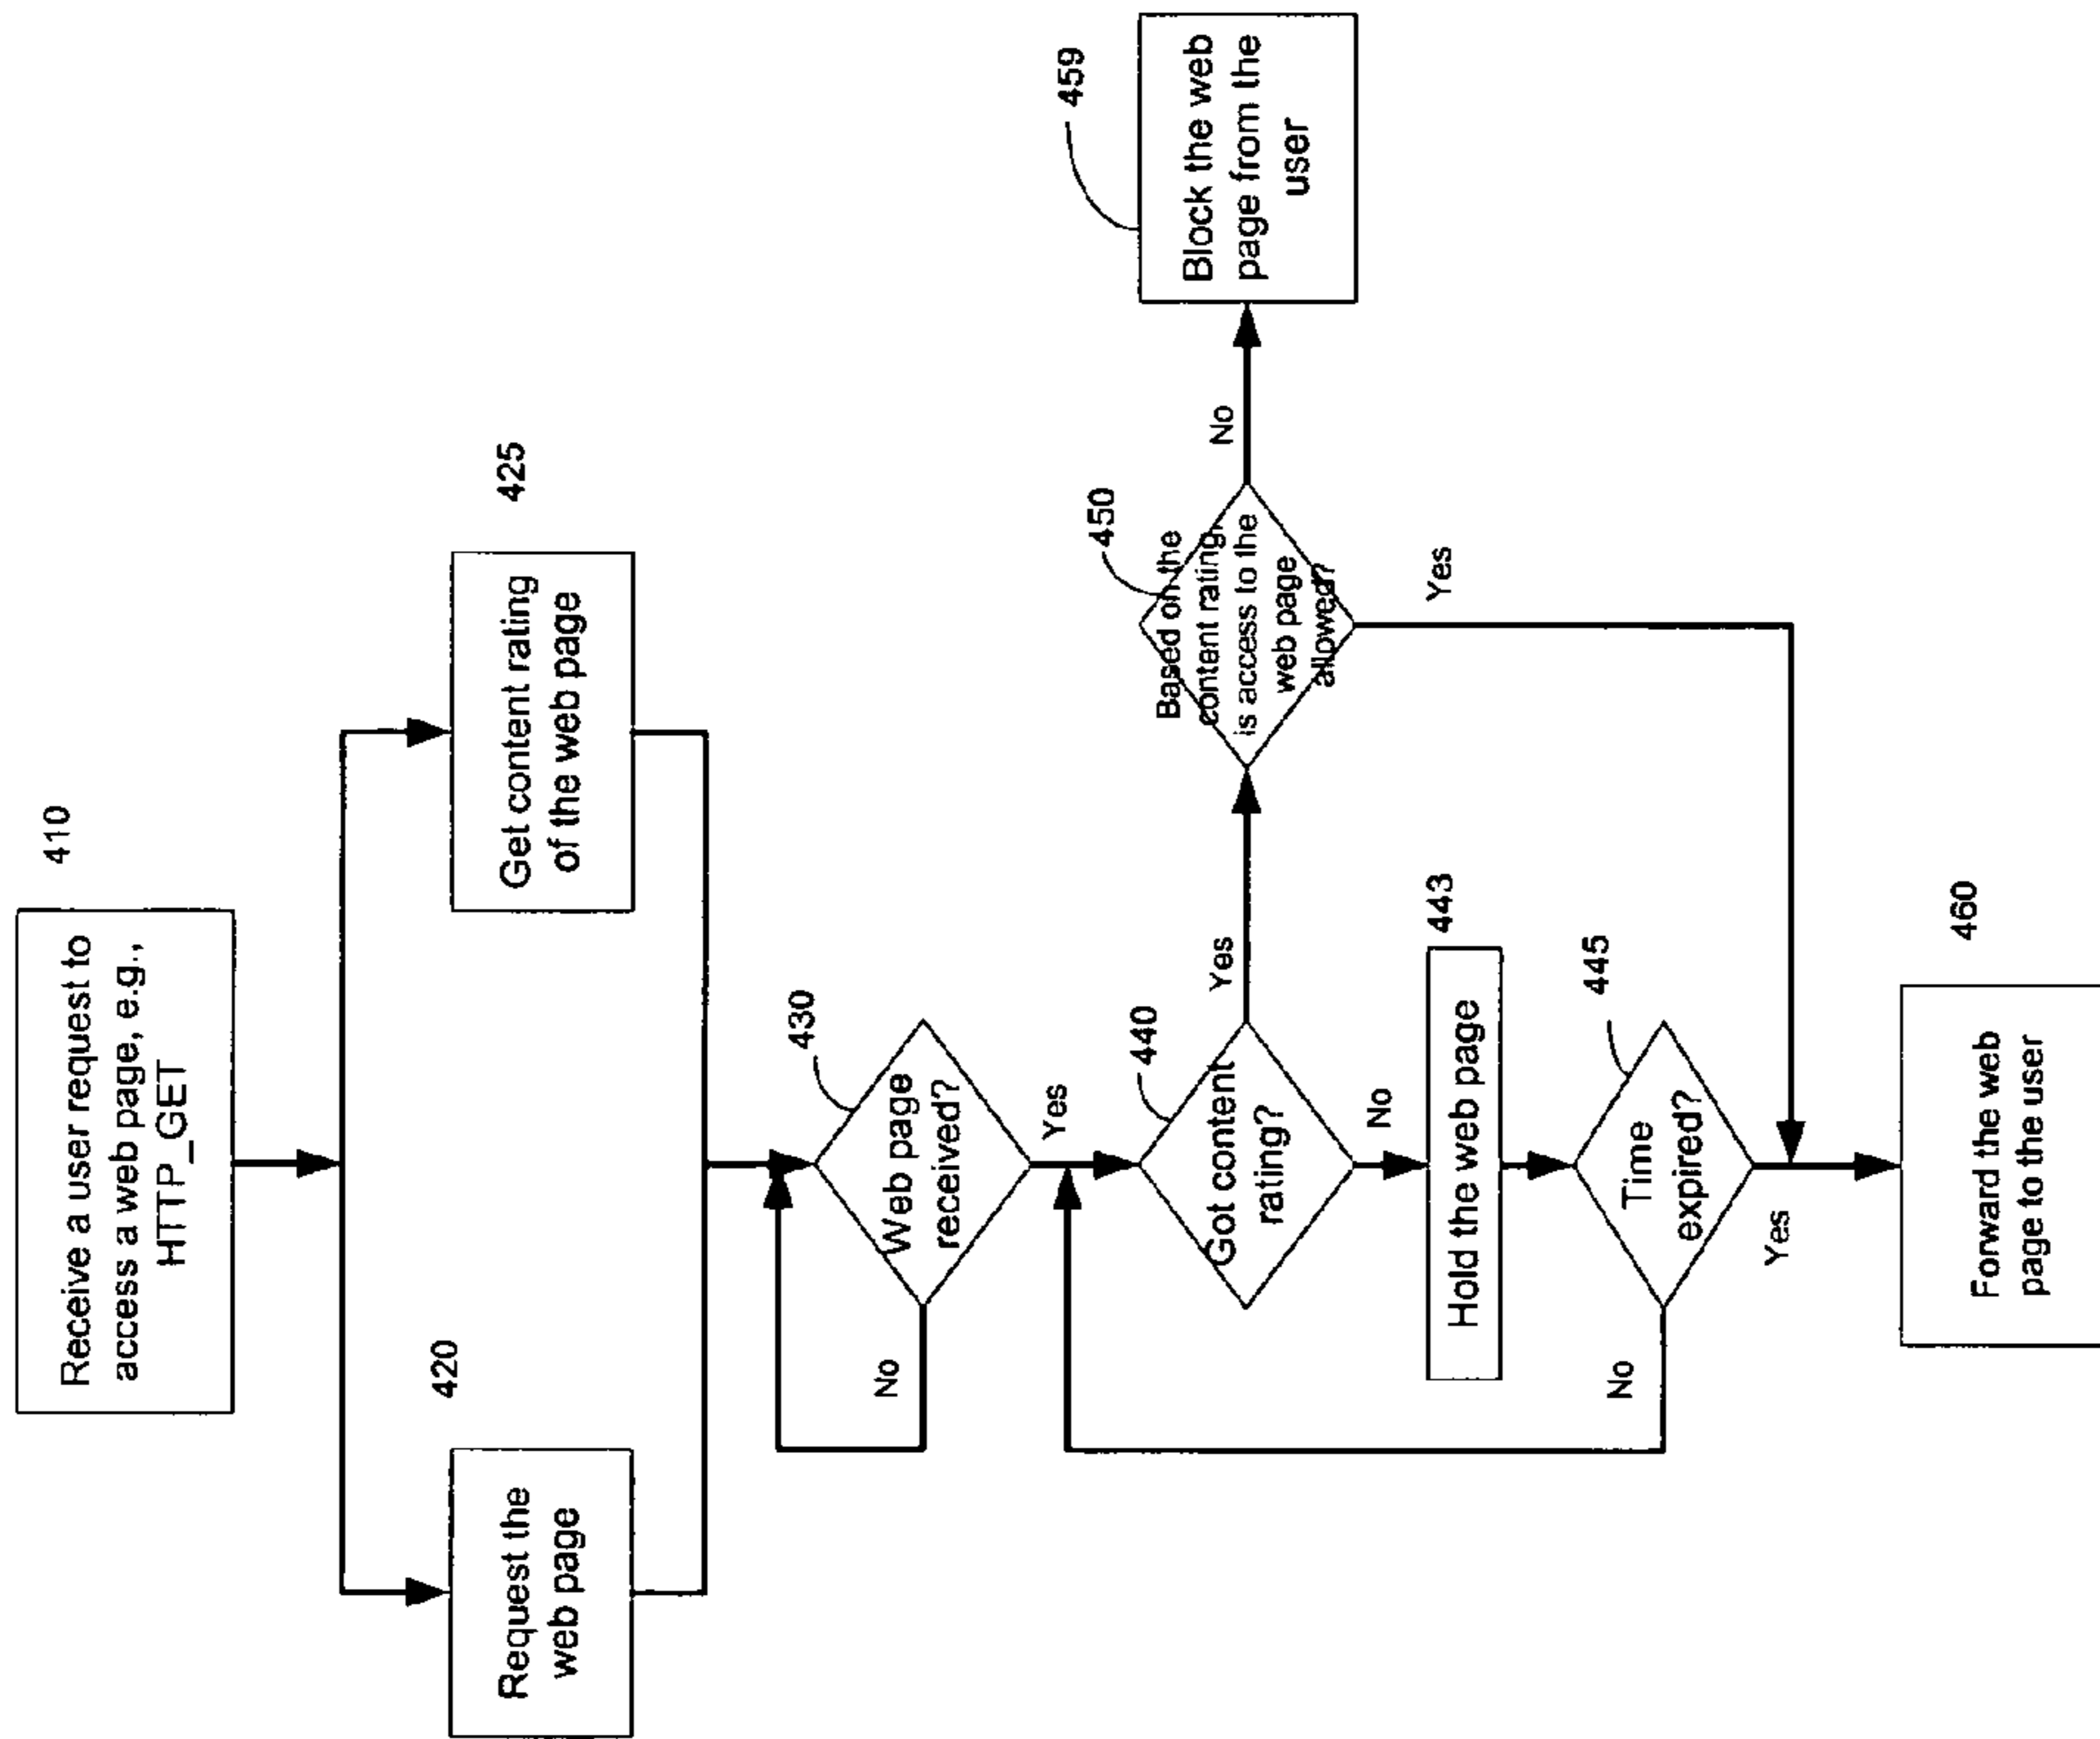 410
Receive a user request to
access a web page, e.g.,
HTTP_GET
420
Request the
web page
425
Get content rating
of the web page
430
Web page
received?
No
Yes
440
Got content
rating?
Yes
No
450
Based on the
content rating,
is access to the
web page
allowed?
No
Yes
459
Block the web
page from the
user
443
Hold the web page
445
Time
expired?
No
Yes
460
Forward the web
page to the user